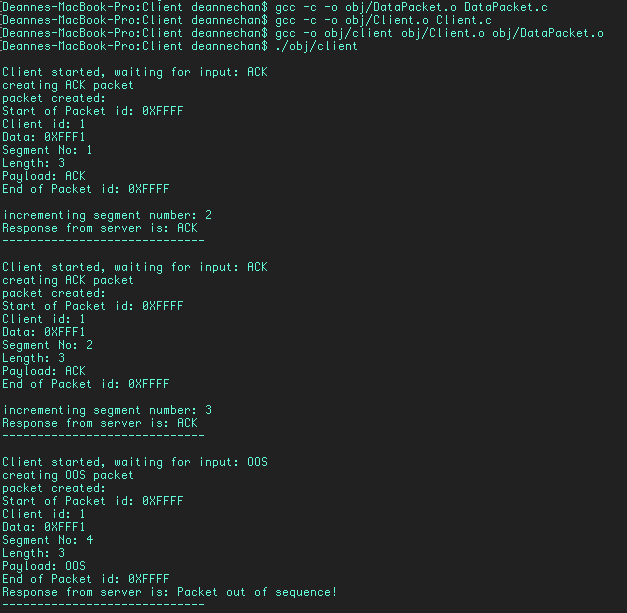 [Deannes-MacBook-Pro:Client deannechan$ gcc -c -o obj/DataPacket.o DataPacket.c
[Deannes-MacBook-Pro:Client deannechan$ gcc -c -o obj/Client.o Client.c
[Deannes-MacBook-Pro:Client deannechan$ gcc -o obj/client obj/Client.o obj/DataPacket.o
[Deannes-MacBook-Pro:Client deannechan$ ./obj/client
Client started, waiting for input: ACK
creating ACK packet
packet created:
Start of Packet id: 0XFFFF
Client id: 1
Data: 0XFFF1
Segment No: 1
Length: 3
Payload: ACK
End of Packet id: 0XFFFF
incrementing segment number: 2
Response from server is: ACK
-----------------------------
Client started, waiting for input: ACK
creating ACK packet
packet created:
Start of Packet id: 0XFFFF
Client id: 1
Data: 0XFFF1
Segment No: 2
Length: 3
Payload: ACK
End of Packet id: 0XFFFF
incrementing segment number: 3
Response from server is: ACK
-----------------------------
Client started, waiting for input: OOS
creating OOS packet
packet created:
Start of Packet id: 0XFFFF
Client id: 1
Data: 0XFFF1
Segment No: 4
Length: 3
Payload: OOS
End of Packet id: 0XFFFF
Response from server is: Packet out of sequence!
-----------------------------